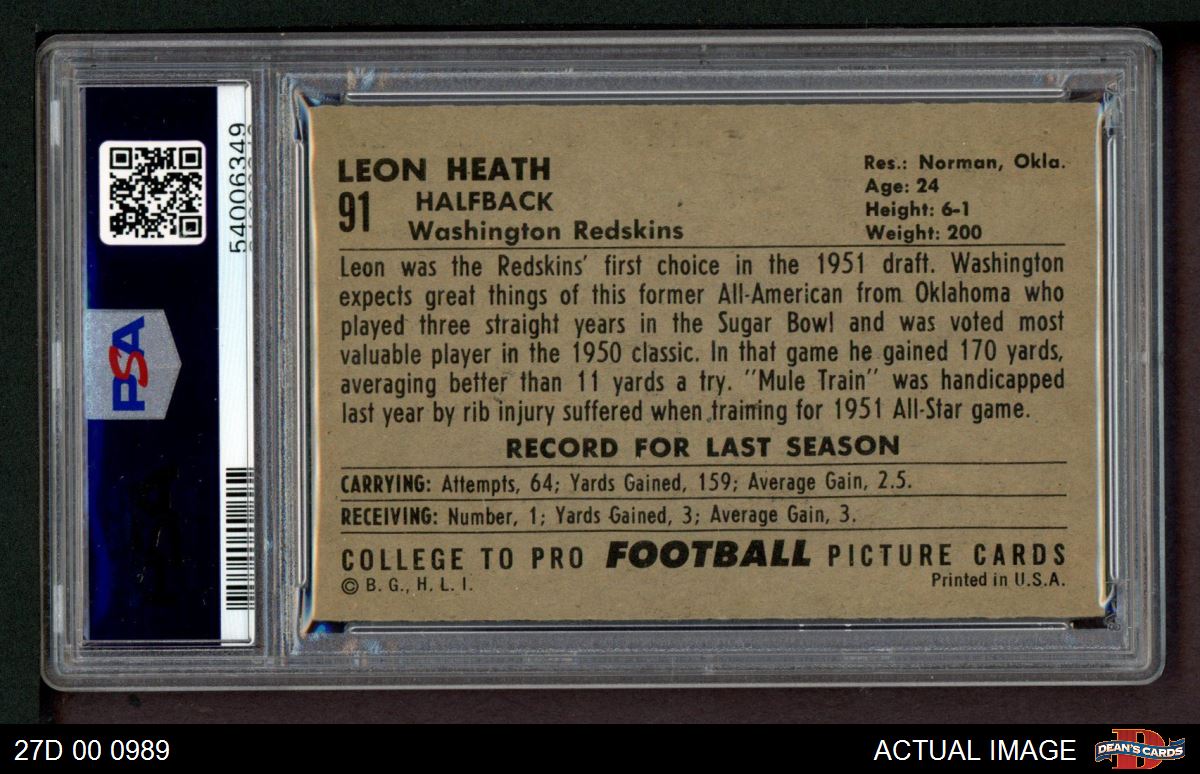 54006349
PSA
LEON HEATH
91 HALFBACK
Washington Redskins
Res.: Norman, Okla.
Age: 24
Height: 6-1
Weight: 200
Leon was the Redskins' first choice in the 1951 draft. Washington
expects great things of this former All-American from Oklahoma who
played three straight years in the Sugar Bowl and was voted most
valuable player in the 1950 classic. In that game he gained 170 yards,
averaging better than 11 yards a try. "Mule Train" was handicapped
last year by rib injury suffered when training for 1951 All-Star game.
RECORD FOR LAST SEASON
CARRYING: Attempts, 64; Yards Gained, 159; Average Gain, 2.5.
RECEIVING: Number, 1; Yards Gained, 3; Average Gain, 3.
COLLEGE TO PRO FOOTBALL PICTURE CARDS
© B. G., H. L. I.
Printed in U.S.A.
27D 00 0989
ACTUAL IMAGE
DEAN'S CARDS